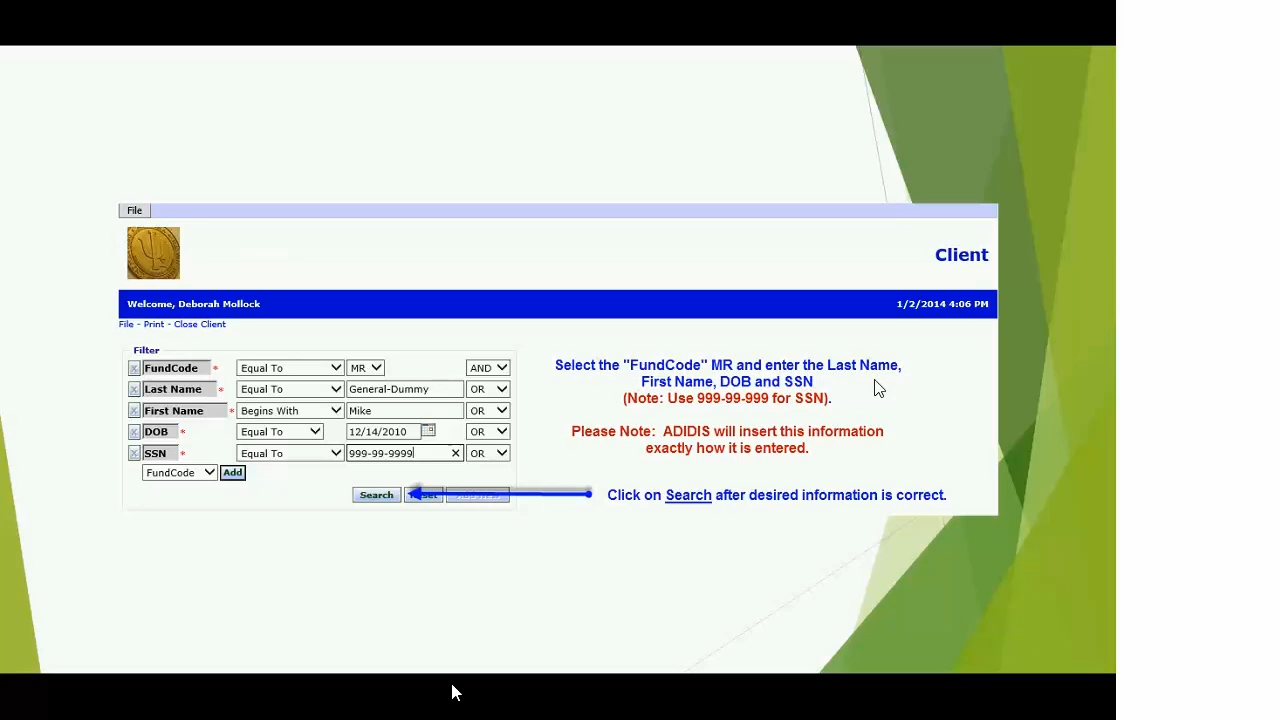 File
Client
Welcome, Deborah Mollock 1/2/2014 4:06 PM
File - Print - Close Client
Filter
X FundCode * Equal To MR AND
X Last Name * Equal To General-Dummy OR
X First Name * Begins With Mike OR
X DOB * Equal To 12/14/2010 OR
X SSN * Equal To 999-99-9999 × OR
FundCode Add
Search
Select the "FundCode" MR and enter the Last Name,
First Name, DOB and SSN
(Note: Use 999-99-999 for SSN).
Please Note: ADIDIS will insert this information
exactly how it is entered.
Click on Search after desired information is correct.